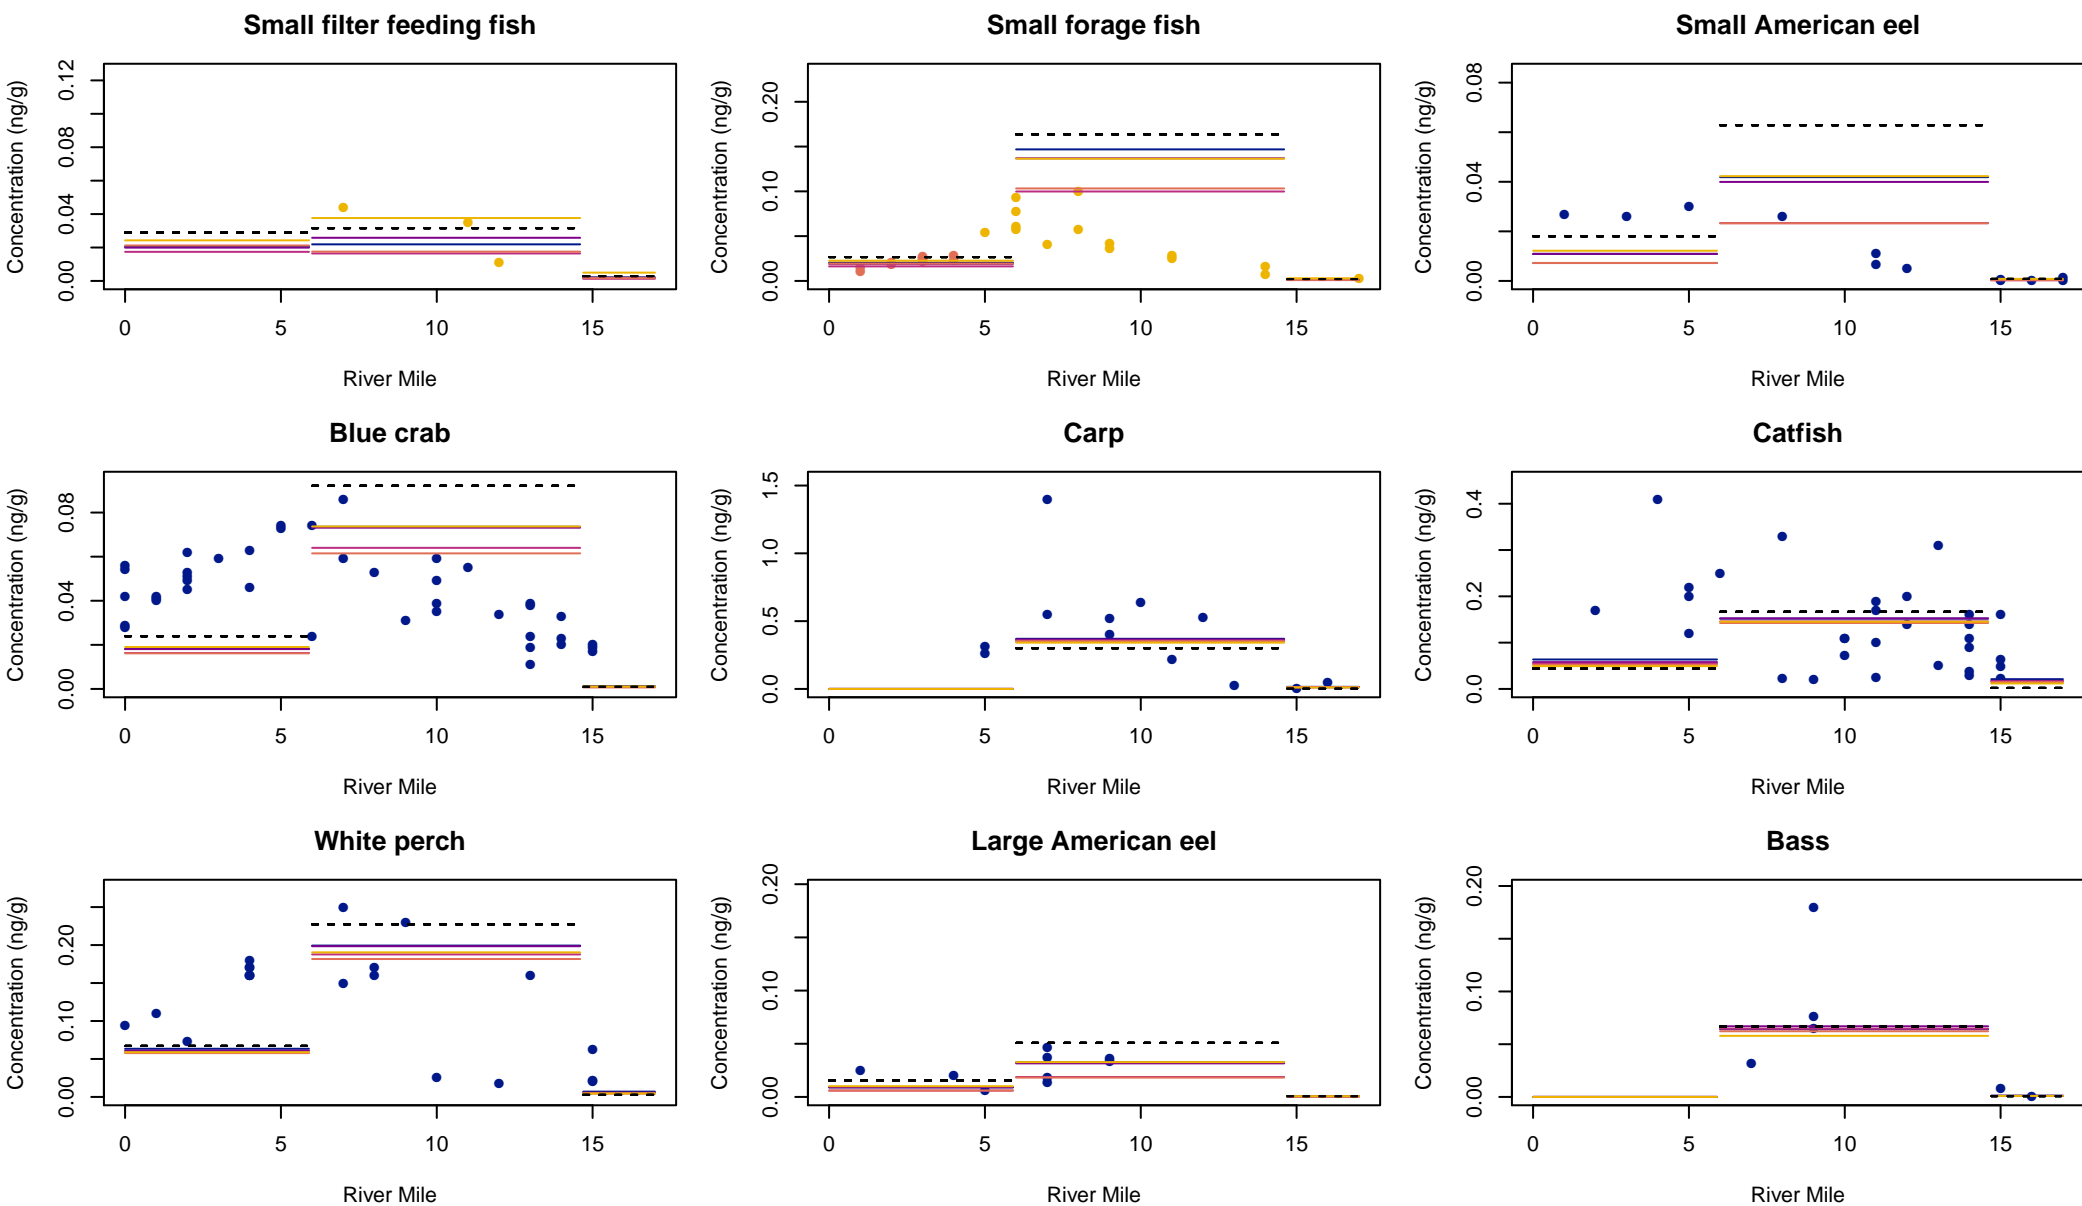 Small filter feeding fish
Concentration (ng/g)
0.00 0.04 0.08 0.12
0 5 10 15
River Mile
Small forage fish
Concentration (ng/g)
0.00 0.10 0.20
0 5 10 15
River Mile
Small American eel
Concentration (ng/g)
0.00 0.04 0.08
0 5 10 15
River Mile
Blue crab
Concentration (ng/g)
0.00 0.04 0.08
0 5 10 15
River Mile
Carp
Concentration (ng/g)
0.0 0.5 1.0 1.5
0 5 10 15
River Mile
Catfish
Concentration (ng/g)
0.0 0.2 0.4
0 5 10 15
River Mile
White perch
Concentration (ng/g)
0.00 0.10 0.20
0 5 10 15
River Mile
Large American eel
Concentration (ng/g)
0.00 0.10 0.20
0 5 10 15
River Mile
Bass
Concentration (ng/g)
0.00 0.10 0.20
0 5 10 15
River Mile